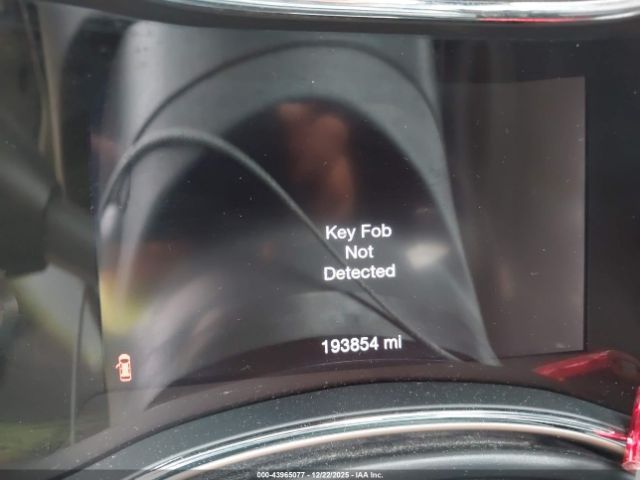 Key Fob
Not
Detected
193854 mi
000-43965077 - 12/22/2025 - IAA Inc.